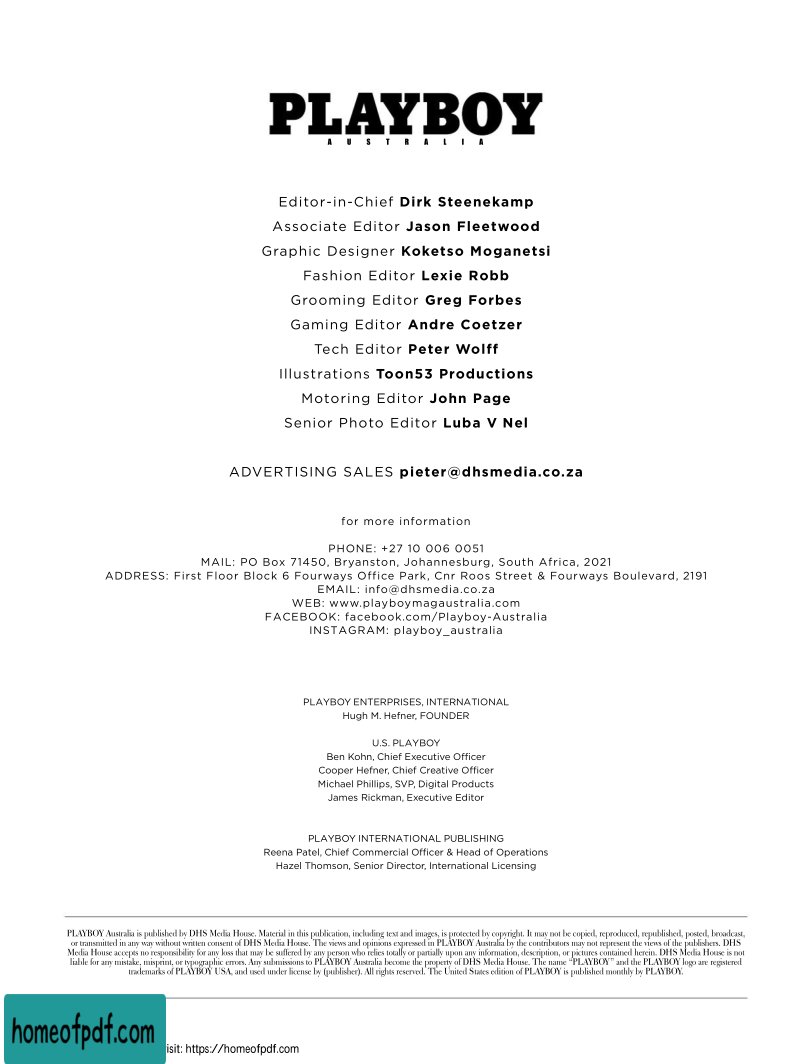 PLAYBOY
AUSTRALIA
Editor-in-Chief Dirk Steenekamp
Associate Editor Jason Fleetwood
Graphic Designer Koketso Moganetsi
Fashion Editor Lexie Robb
Grooming Editor Greg Forbes
Gaming Editor Andre Coetzer
Tech Editor Peter Wolff
Illustrations Toon53 Productions
Motoring Editor John Page
Senior Photo Editor Luba V Nel
ADVERTISING SALES pieter@dhsmedia.co.za
for more information
PHONE: +27 10 006 0051
MAIL: PO Box 71450, Bryanston, Johannesburg, South Africa, 2021
ADDRESS: First Floor Block 6 Fourways Office Park, Cnr Roos Street & Fourways Boulevard, 2191
EMAIL: info@dhsmedia.co.za
WEB: www.playboymagaustralia.com
FACEBOOK: facebook.com/Playboy-Australia
INSTAGRAM: playboy_australia
PLAYBOY ENTERPRISES, INTERNATIONAL
Hugh M. Hefner, FOUNDER
U.S. PLAYBOY
Ben Kohn, Chief Executive Officer
Cooper Hefner, Chief Creative Officer
Michael Phillips, SVP, Digital Products
James Rickman, Executive Editor
PLAYBOY INTERNATIONAL PUBLISHING
Reena Patel, Chief Commercial Officer & Head of Operations
Hazel Thomson, Senior Director, International Licensing
PLAYBOY Australia is published by DHS Media House. Material in this publication, including text and images, is protected by copyright. It may not be copied, reproduced, republished, posted, broadcast,
or transmitted in any way without written consent of DHS Media House. The views and opinions expressed in PLAYBOY Australia by the contributors may not represent the views of the publishers. DHS
Media House accepts no responsibility for any loss that may be suffered by any person who relies totally or partially upon any information, description, or pictures contained herein. DHS Media House is not
liable for any mistake, misprint, or typographic errors. Any submissions to PLAYBOY Australia become the property of DHS Media House. The name “PLAYBOY” and the PLAYBOY logo are registered
trademarks of PLAYBOY USA, and used under license by (publisher). All rights reserved. The United States edition of PLAYBOY is published monthly by PLAYBOY.
homeofpdf.com
isit: https://homeofpdf.com